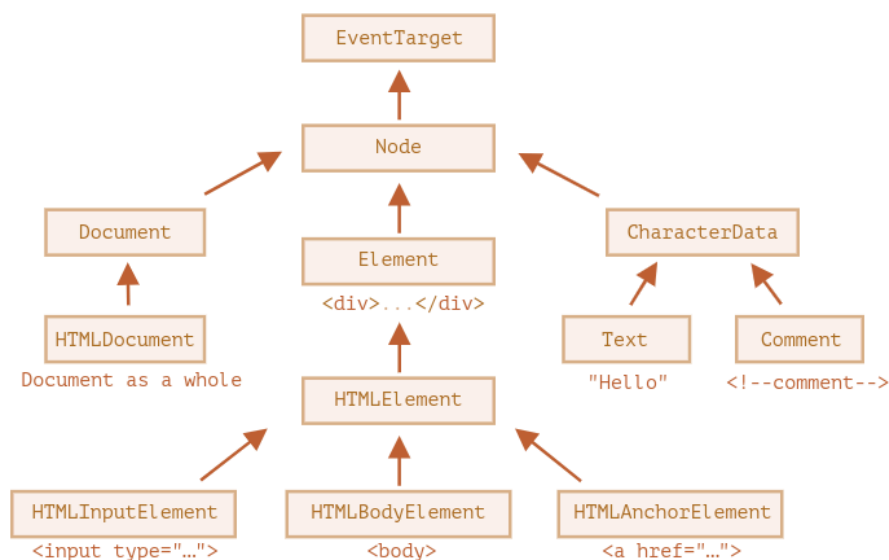 EventTarget
Node
Document
Element
CharacterData
<div>...</div>
HTMLDocument
Text
Comment
Document as a whole
"Hello"
<!--comment-->
HTMLElement
HTMLInputElement
HTMLBodyElement
HTMLAnchorElement
<input type="…">
<body>
<a href="…">